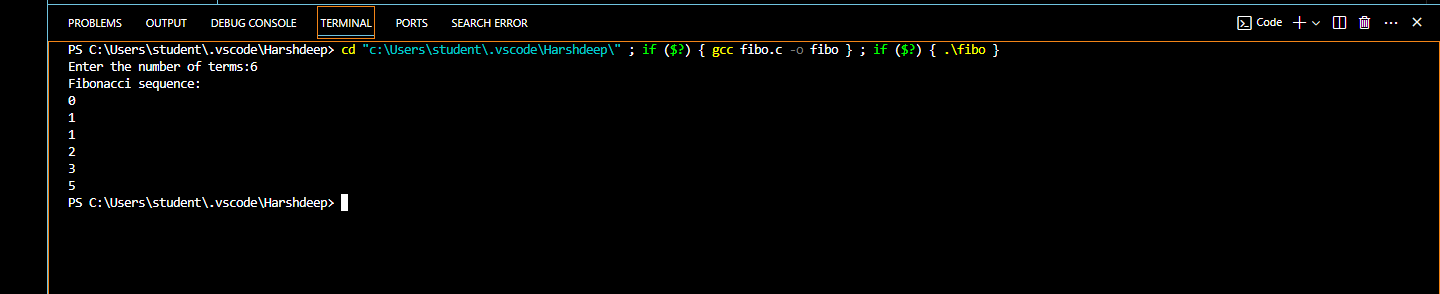 PROBLEMS OUTPUT DEBUG CONSOLE TERMINAL PORTS SEARCH ERROR Code
PS C:\Users\student\.vscode\Harshdeep> cd "c:\Users\student\.vscode\Harshdeep\" ; if ($?) { gcc fibo.c -o fibo } ; if ($?) { .\fibo }
Enter the number of terms:6
Fibonacci sequence:
0
1
1
2
3
5
PS C:\Users\student\.vscode\Harshdeep>